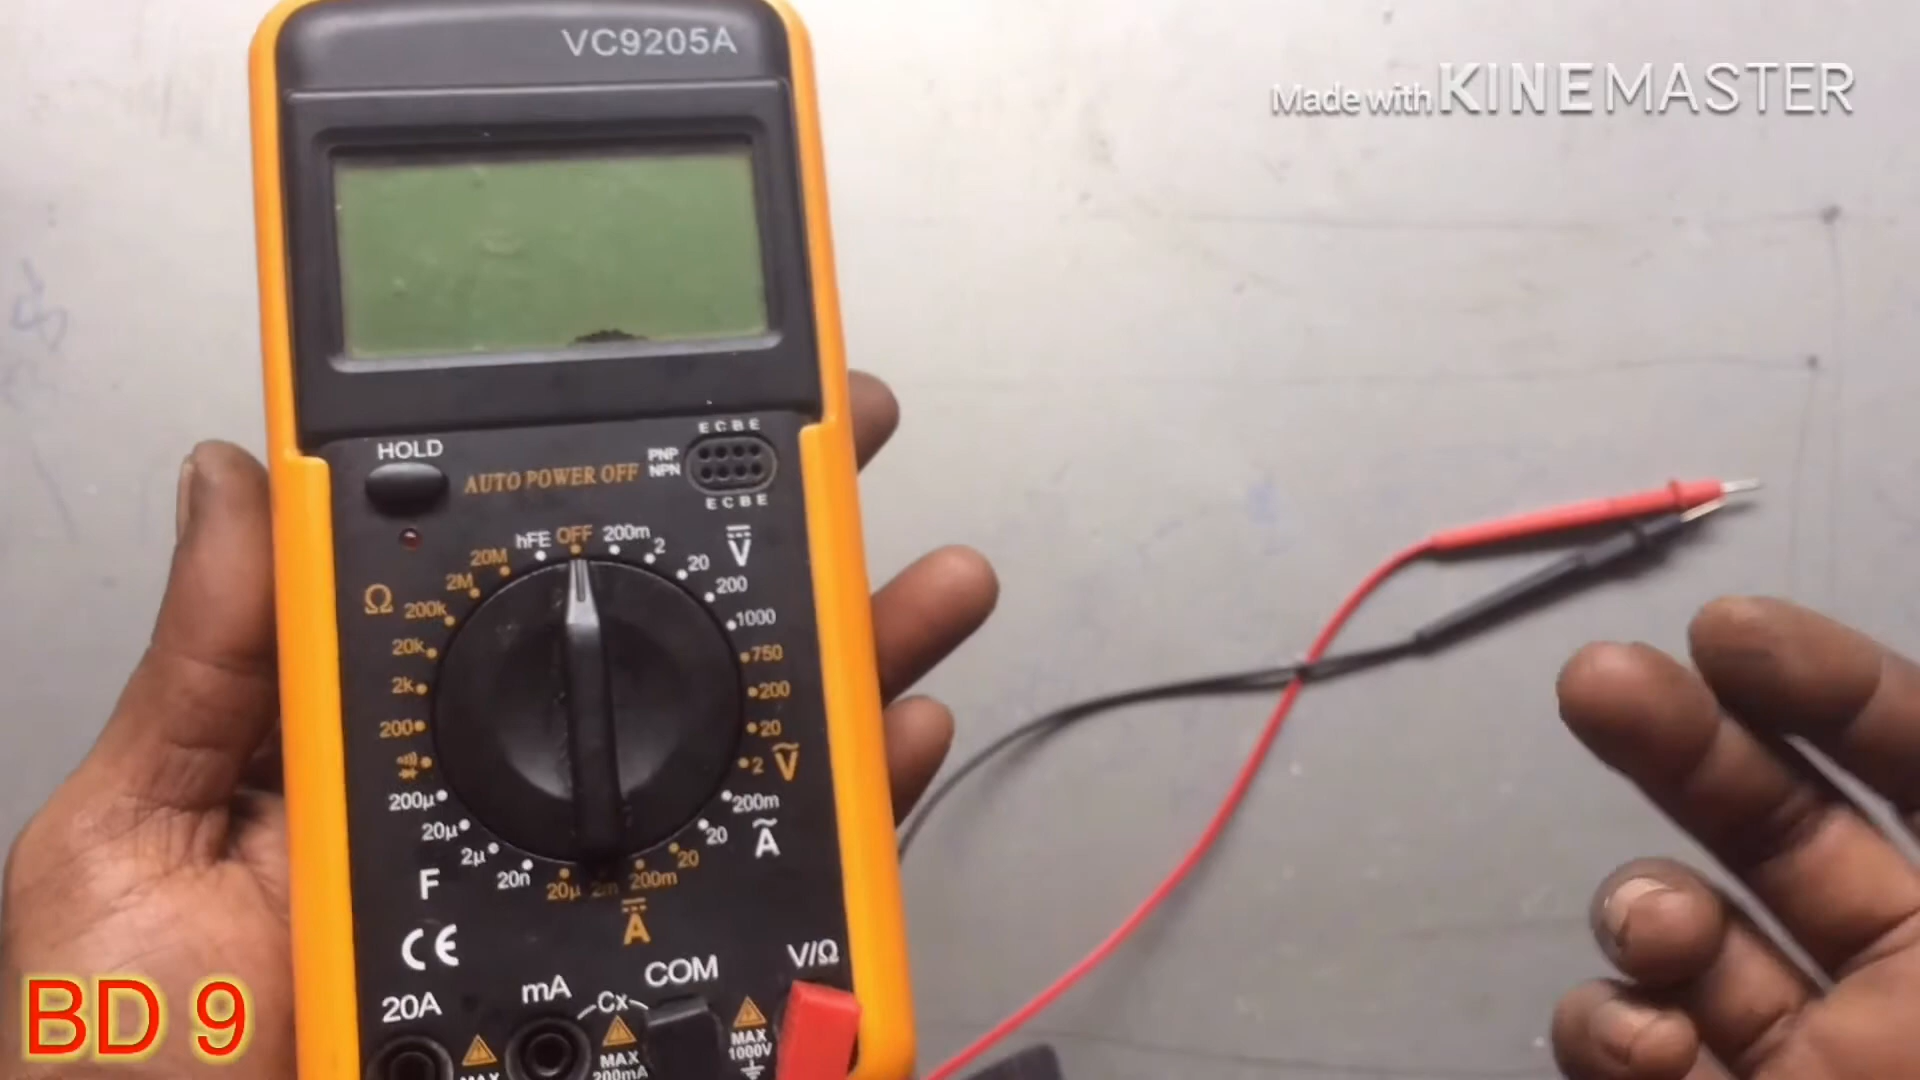 VC9205A
Made with KINEMASTER
HOLD
AUTO POWER OFF
E C B E
PNP
NPN
E C B E
hFE OFF 200m 2 20 200 1000
V
750 200 20 2
V
200m 20
A
20 200m 2m 20µ
A
20n 2µ 20µ 200µ
F
200 2k 20k 200k 2M 20M
Ω
CE
20A
mA
Cx
COM
V/Ω
MAX
MAX
200mA
MAX
1000V
BD 9